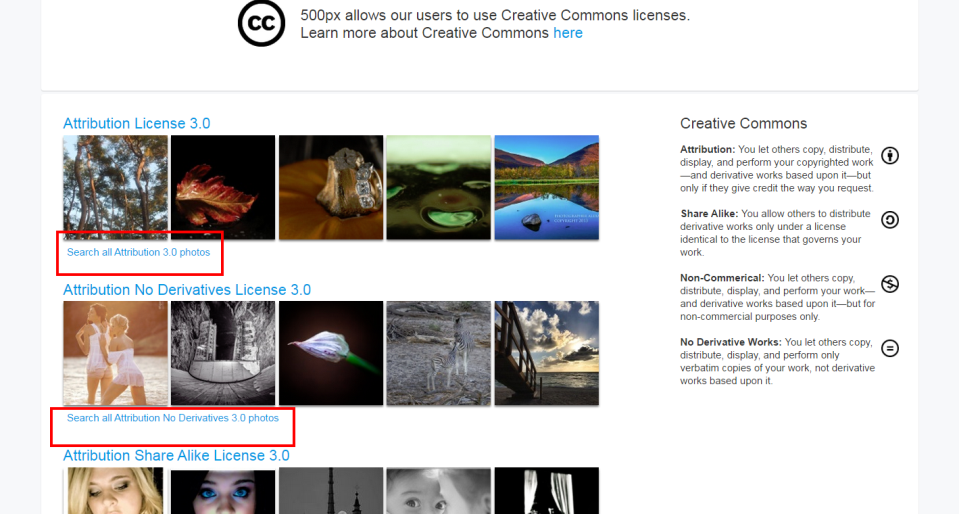 cc
500px allows our users to use Creative Commons licenses.
Learn more about Creative Commons here
Attribution License 3.0
Search all Attribution 3.0 photos
Attribution No Derivatives License 3.0
Search all Attribution No Derivatives 3.0 photos
Attribution Share Alike License 3.0
Creative Commons
Attribution: You let others copy, distribute,
display, and perform your copyrighted work
—and derivative works based upon it—but
only if they give credit the way you request.
Share Alike: You allow others to distribute
derivative works only under a license
identical to the license that governs your
work.
Non-Commerical: You let others copy,
distribute, display, and perform your work—
and derivative works based upon it—but for
non-commercial purposes only.
No Derivative Works: You let others copy,
distribute, display, and perform only
verbatim copies of your work, not derivative
works based upon it.